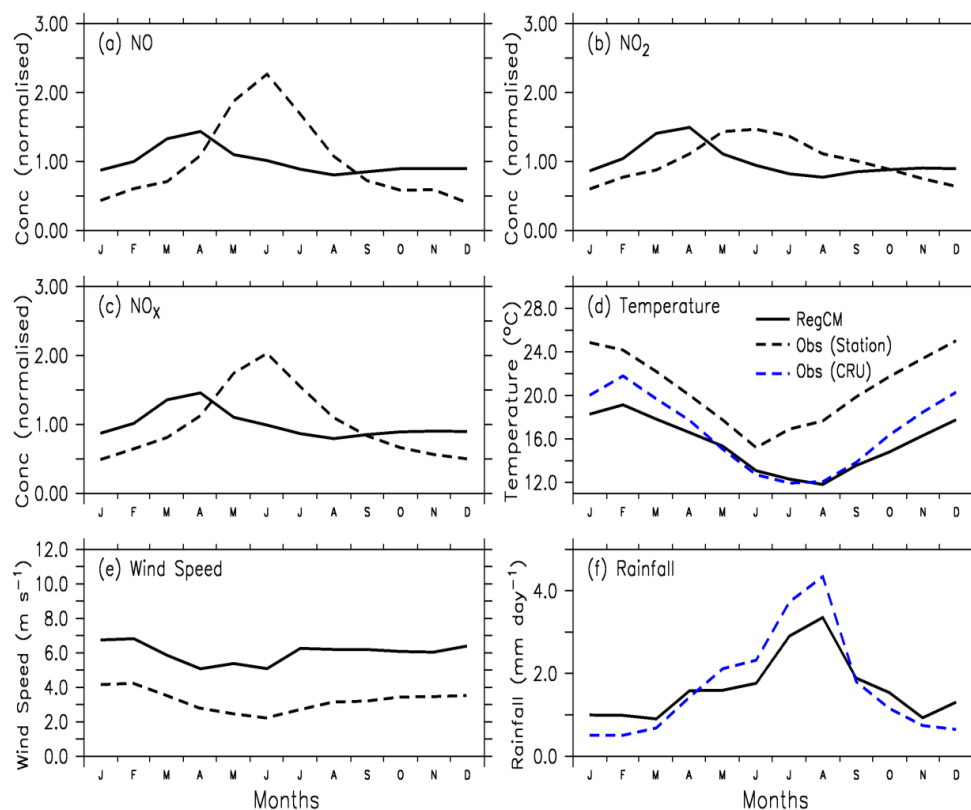 3.00
2.00
1.00
0.00
Conc (normalised)
(a) NO
J F M A M J J A S O N D
3.00
2.00
1.00
0.00
Conc (normalised)
(b) NO₂
J F M A M J J A S O N D
3.00
2.00
1.00
0.00
Conc (normalised)
(c) NOₓ
J F M A M J J A S O N D
28.0
24.0
20.0
16.0
12.0
Temperature (°C)
(d) Temperature
RegCM
Obs (Station)
Obs (CRU)
J F M A M J J A S O N D
12.0
10.0
8.0
6.0
4.0
2.0
0.0
Wind Speed (m s⁻¹)
(e) Wind Speed
J F M A M J J A S O N D
Months
4.0
2.0
0.0
Rainfall (mm day⁻¹)
(f) Rainfall
J F M A M J J A S O N D
Months